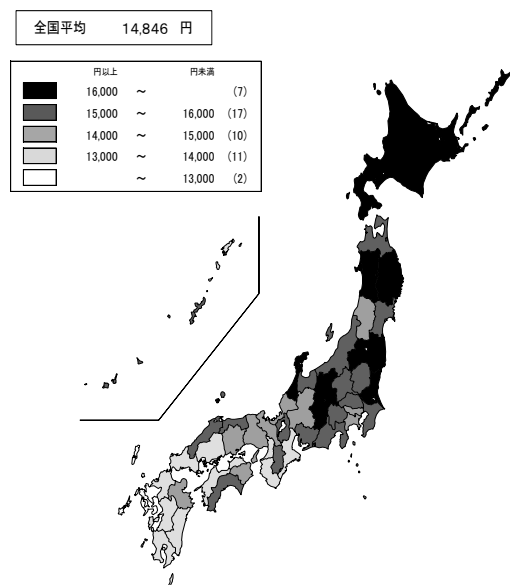 全国平均 14,846 円
円以上 円未満
16,000 ～ (7)
15,000 ～ 16,000 (17)
14,000 ～ 15,000 (10)
13,000 ～ 14,000 (11)
～ 13,000 (2)